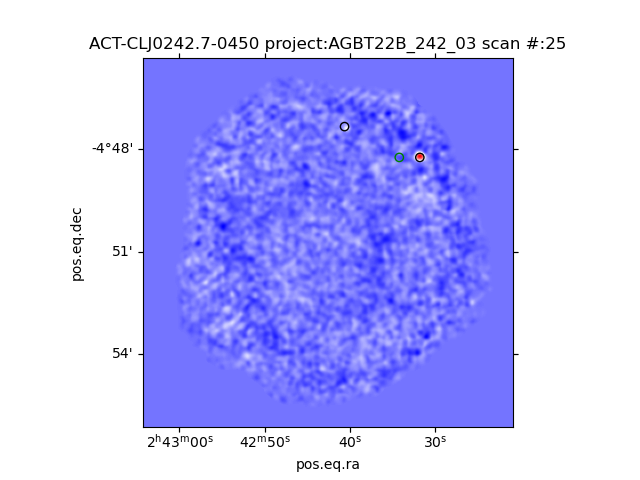 ACT-CLJ0242.7-0450 project:AGBT22B_242_03 scan #:25
-4°48'
51'
54'
pos.eq.dec
2ʰ43ᵐ00ˢ 42ᵐ50ˢ 40ˢ 30ˢ
pos.eq.ra